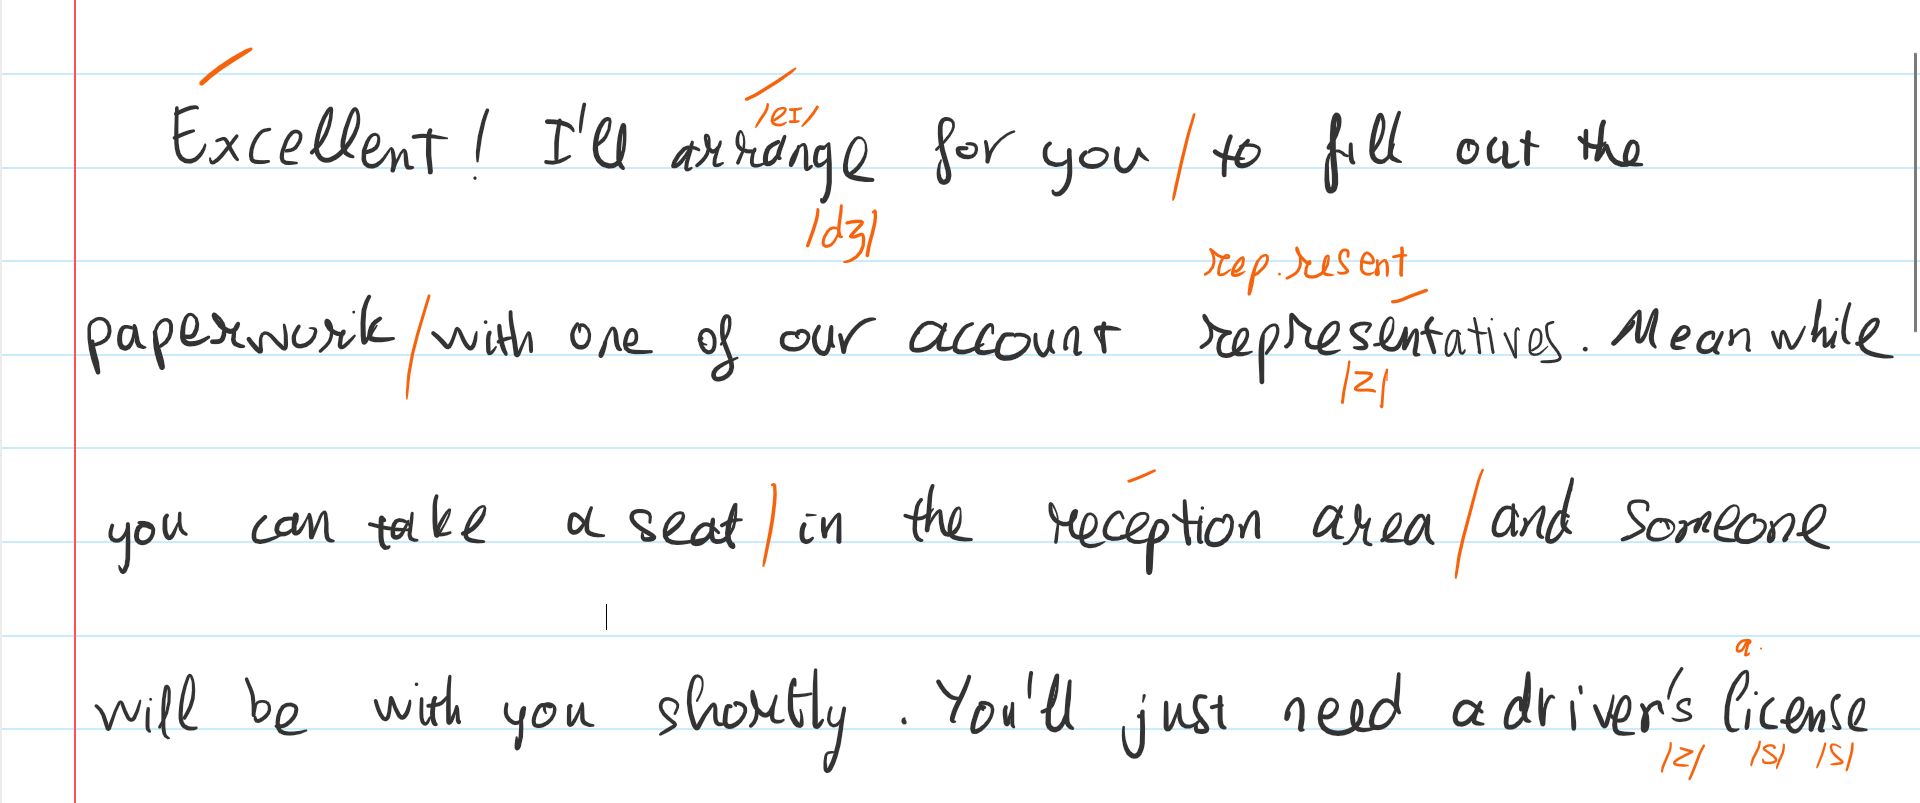 Excellent! I'll arrange for you / to fill out the
/eɪ/
/dʒ/
rep.resent
paperwork / with one of our account representatives. Meanwhile
/z/
you can take a seat / in the reception area / and someone
a.
will be with you shortly. You'll just need a driver's license
/z/ /s/ /s/